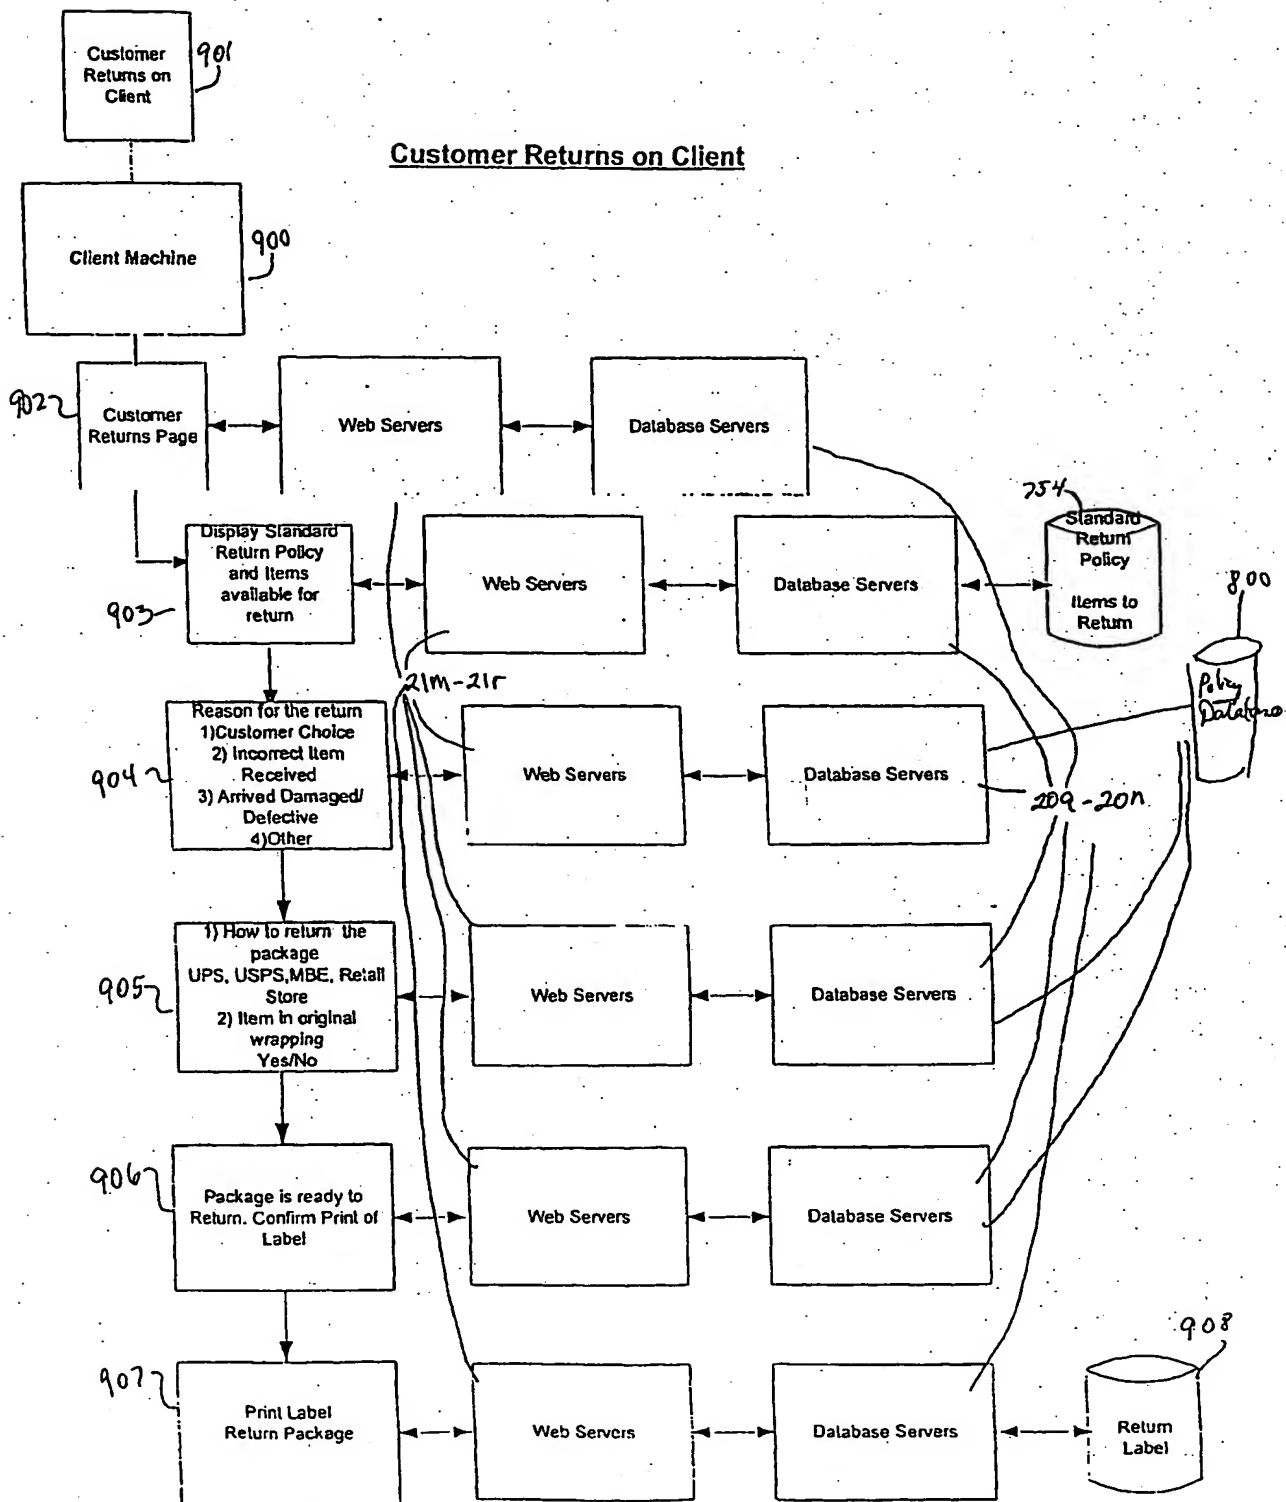 Customer
Returns on
Client
901
Customer Returns on Client
Client Machine
900
902
Customer
Returns Page
Web Servers
Database Servers
Display Standard
Return Policy
and Items
available for
return
903
Web Servers
Database Servers
754
Standard
Return
Policy
Items to
Return
800
Policy
Database
21m-21r
Reason for the return
1)Customer Choice
2) Incorrect Item
Received
3) Arrived Damaged/
Defective
4)Other
904
Web Servers
Database Servers
20q-20n
1) How to return the
package
UPS, USPS,MBE, Retail
Store
2) Item in original
wrapping
Yes/No
905
Web Servers
Database Servers
906
Package is ready to
Return. Confirm Print of
Label
Web Servers
Database Servers
907
Print Label
Return Package
Web Servers
Database Servers
908
Return
Label